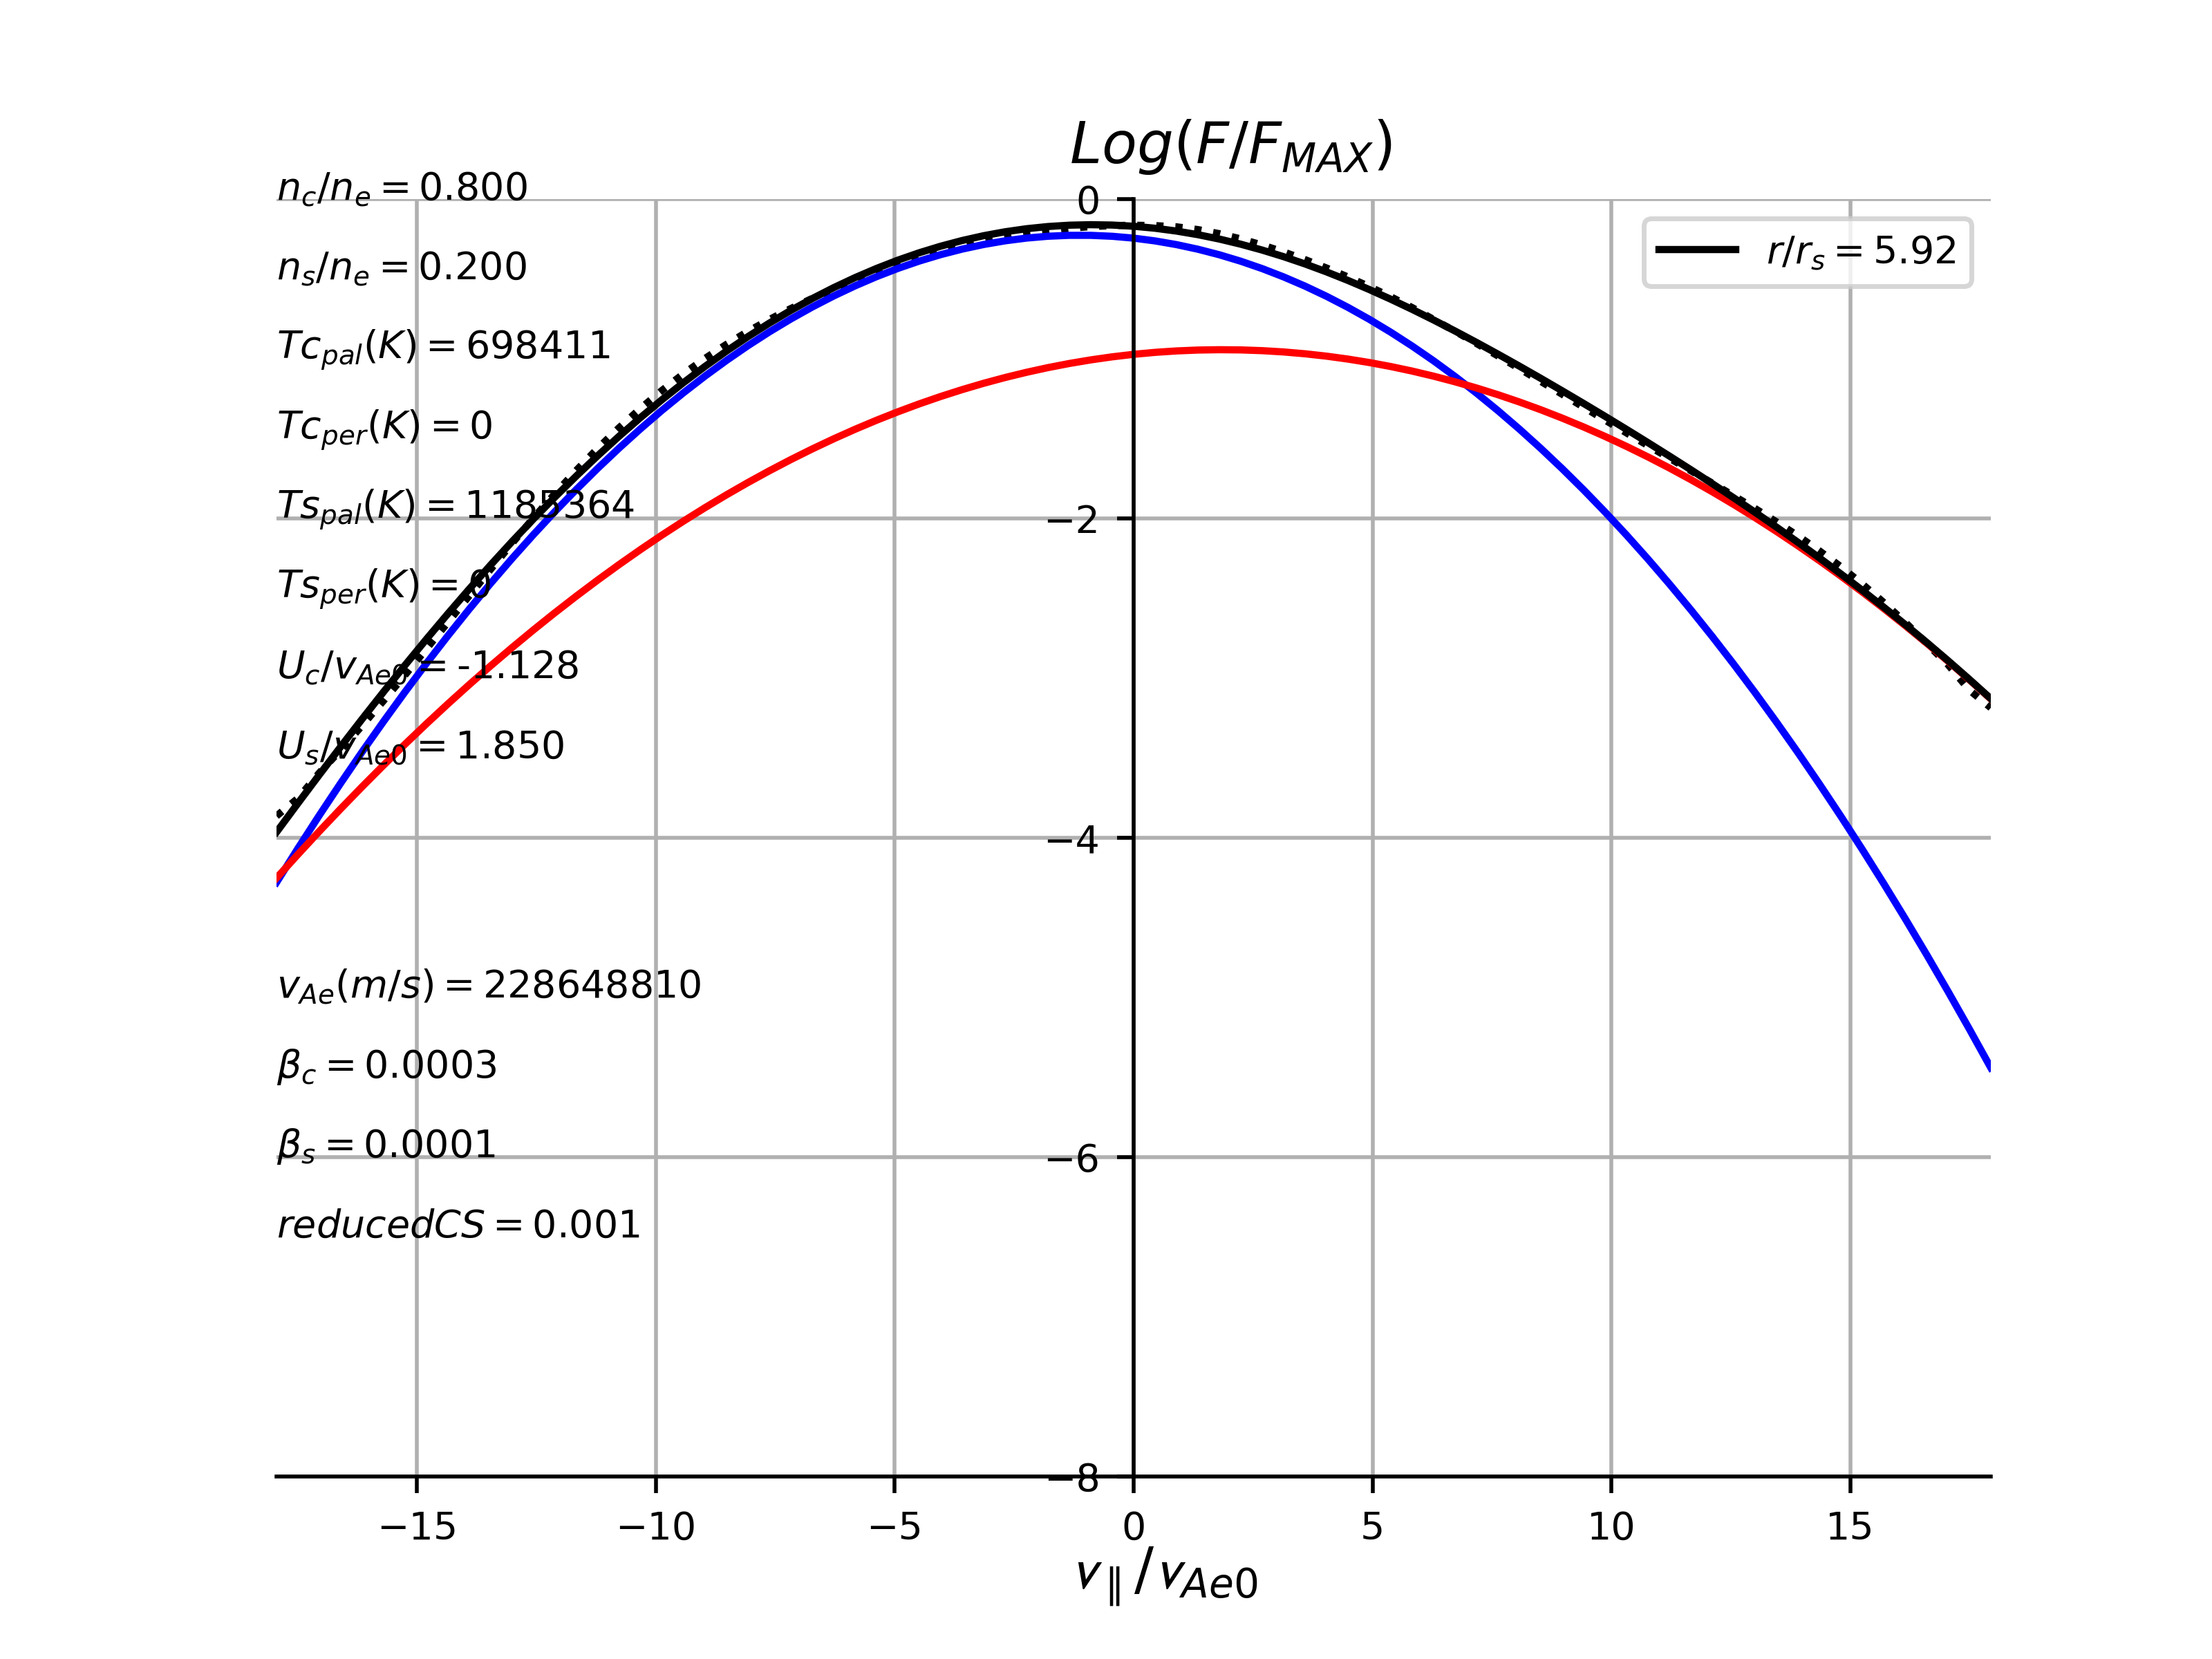 Log(F/F_MAX)
n_c/n_e = 0.800
n_s/n_e = 0.200
Tc_pal(K) = 698411
Tc_per(K) = 0
Ts_pal(K) = 1185364
Ts_per(K) = 0
U_c/v_Ae0 = -1.128
U_s/v_Ae0 = 1.850
v_Ae(m/s) = 228648810
β_c = 0.0003
β_s = 0.0001
reducedCS = 0.001
r/r_s = 5.92
0
−2
−4
−6
−8
−15 −10 −5 0 5 10 15
v_∥/v_Ae0